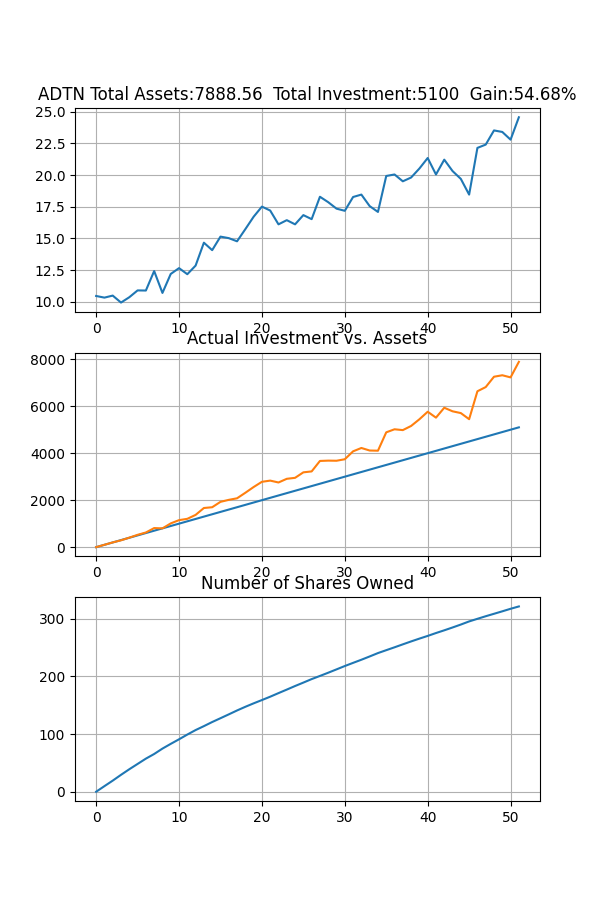 ADTN Total Assets:7888.56  Total Investment:5100  Gain:54.68%
25.0
22.5
20.0
17.5
15.0
12.5
10.0
0 10 20 30 40 50
Actual Investment vs. Assets
8000
6000
4000
2000
0
0 10 20 30 40 50
Number of Shares Owned
300
200
100
0
0 10 20 30 40 50